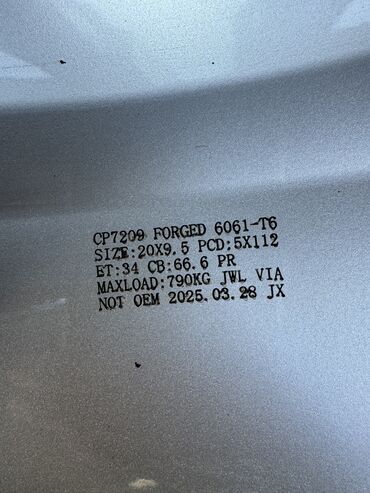 CP7209 FORGED 6061-T6
SIZE:20X9.5 PCD:5X112
ET:34 CB:66.6 PR
MAXLOAD:790KG JWL VIA
NOT OEM 2025.03.28 JX